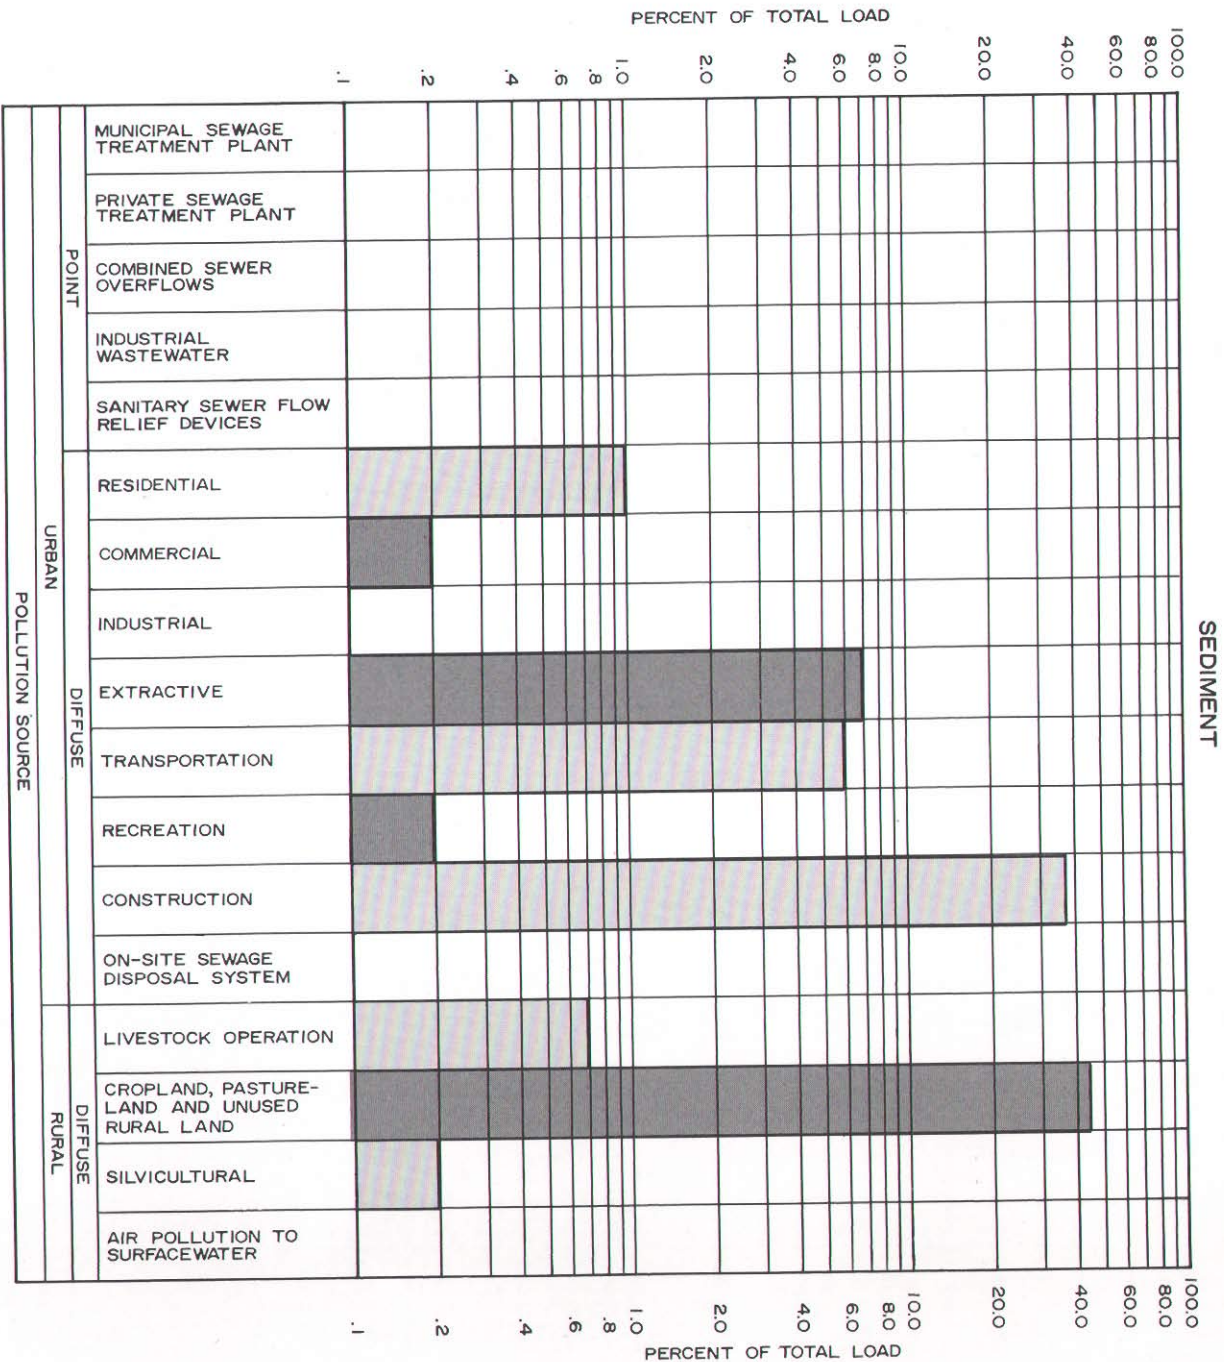 PERCENT OF TOTAL LOAD
.1
.2
.4
.6
.8
1.0
2.0
4.0
6.0
8.0
10.0
20.0
40.0
60.0
80.0
100.0
SEDIMENT
MUNICIPAL SEWAGE
TREATMENT PLANT
PRIVATE SEWAGE
TREATMENT PLANT
COMBINED SEWER
OVERFLOWS
INDUSTRIAL
WASTEWATER
SANITARY SEWER FLOW
RELIEF DEVICES
POINT
RESIDENTIAL
COMMERCIAL
INDUSTRIAL
EXTRACTIVE
TRANSPORTATION
RECREATION
CONSTRUCTION
ON-SITE SEWAGE
DISPOSAL SYSTEM
DIFFUSE
URBAN
LIVESTOCK OPERATION
CROPLAND, PASTURE-
LAND AND UNUSED
RURAL LAND
SILVICULTURAL
AIR POLLUTION TO
SURFACEWATER
DIFFUSE
RURAL
POLLUTION SOURCE
.1
.2
.4
.6
.8
1.0
2.0
4.0
6.0
8.0
10.0
20.0
40.0
60.0
80.0
100.0
PERCENT OF TOTAL LOAD